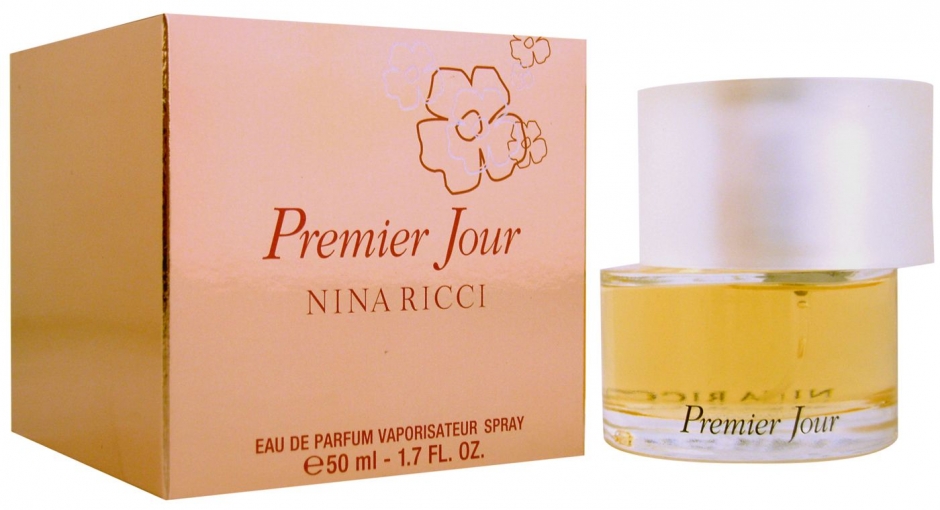 Premier Jour
NINA RICCI
EAU DE PARFUM VAPORISATEUR SPRAY
℮50 ml - 1.7 FL. OZ.
NINA RICCI
Premier Jour